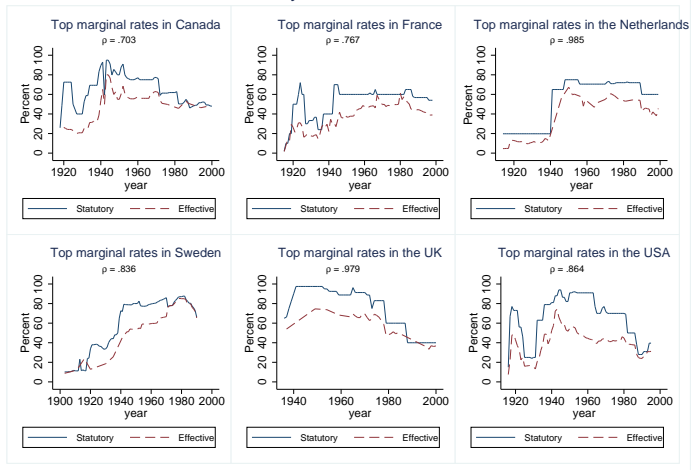 Top marginal rates in Canada
ρ = .703
Percent
0 20 40 60 80 100
1920 1940 1960 1980 2000
year
Statutory Effective
Top marginal rates in France
ρ = .767
Percent
0 20 40 60 80 100
1920 1940 1960 1980 2000
year
Statutory Effective
Top marginal rates in the Netherlands
ρ = .985
Percent
0 20 40 60 80 100
1920 1940 1960 1980 2000
year
Statutory Effective
Top marginal rates in Sweden
ρ = .836
Percent
0 20 40 60 80 100
1900 1920 1940 1960 1980 2000
year
Statutory Effective
Top marginal rates in the UK
ρ = .979
Percent
0 20 40 60 80 100
1940 1960 1980 2000
year
Statutory Effective
Top marginal rates in the USA
ρ = .864
Percent
0 20 40 60 80 100
1920 1940 1960 1980 2000
year
Statutory Effective